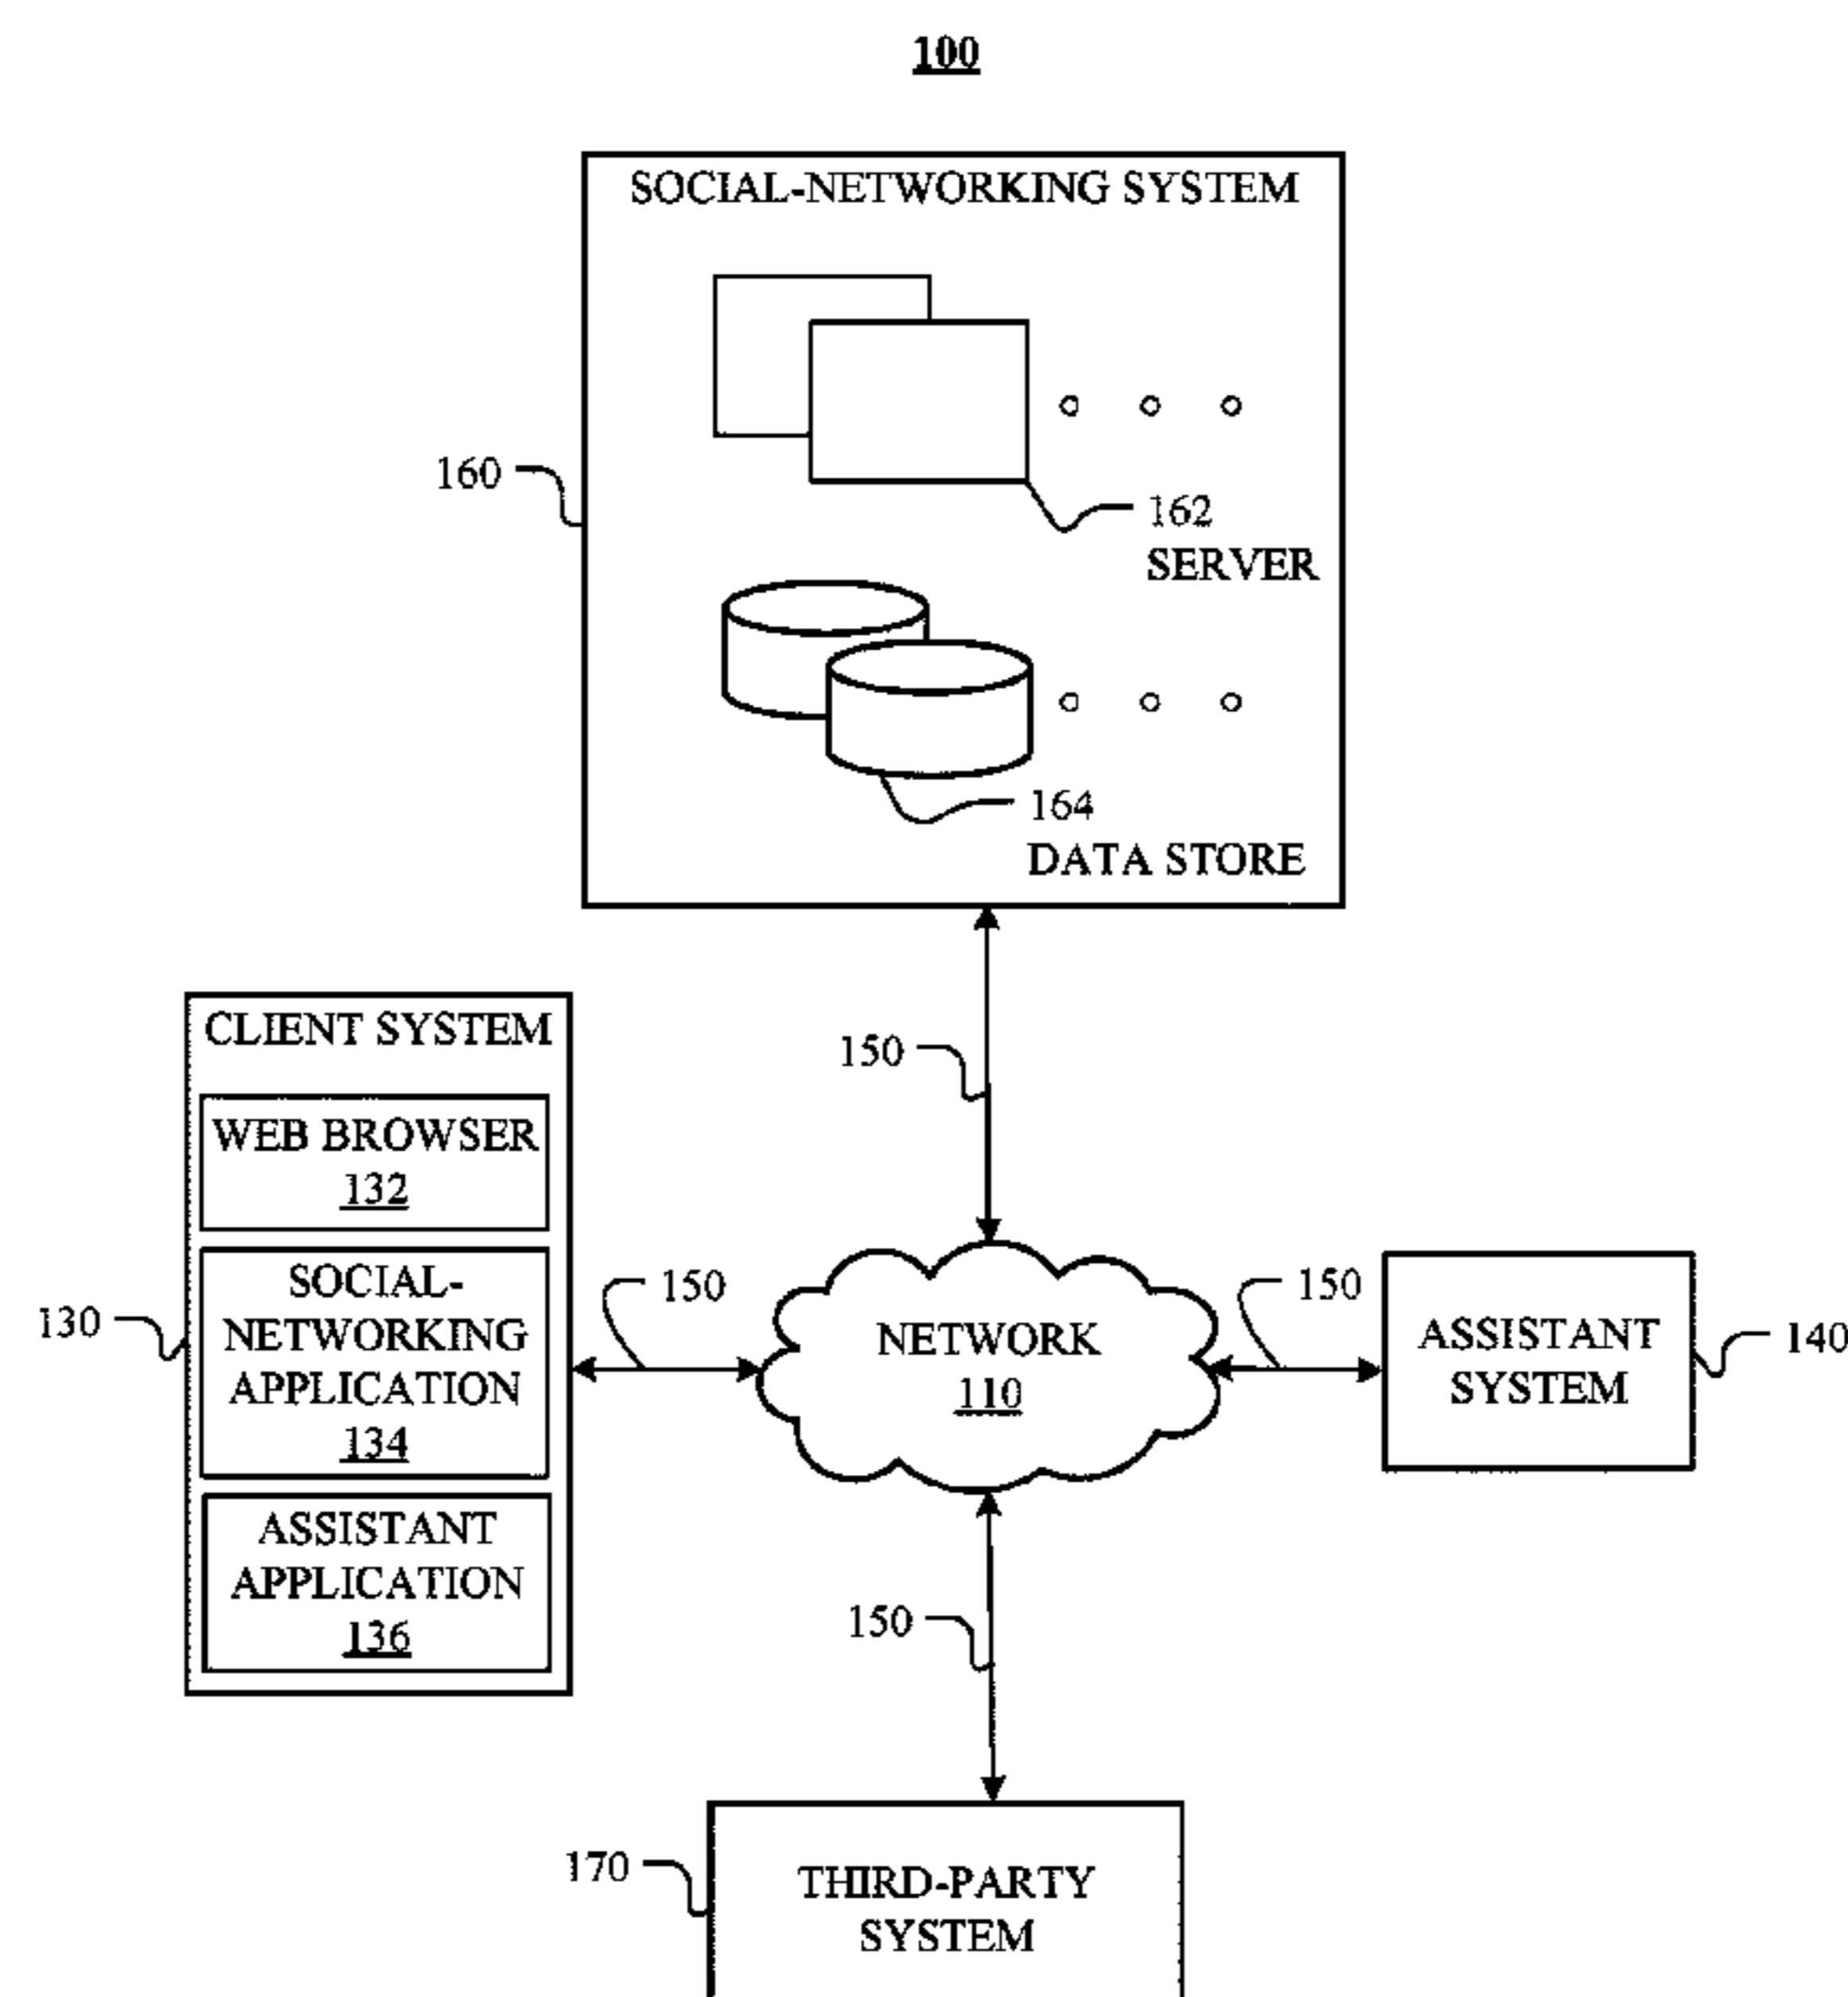 100
SOCIAL-NETWORKING SYSTEM
160
162
SERVER
164
DATA STORE
CLIENT SYSTEM
150
WEB BROWSER
132
SOCIAL-
NETWORKING
APPLICATION
134
130
150
NETWORK
110
150
ASSISTANT
SYSTEM
140
ASSISTANT
APPLICATION
136
150
170
THIRD-PARTY
SYSTEM